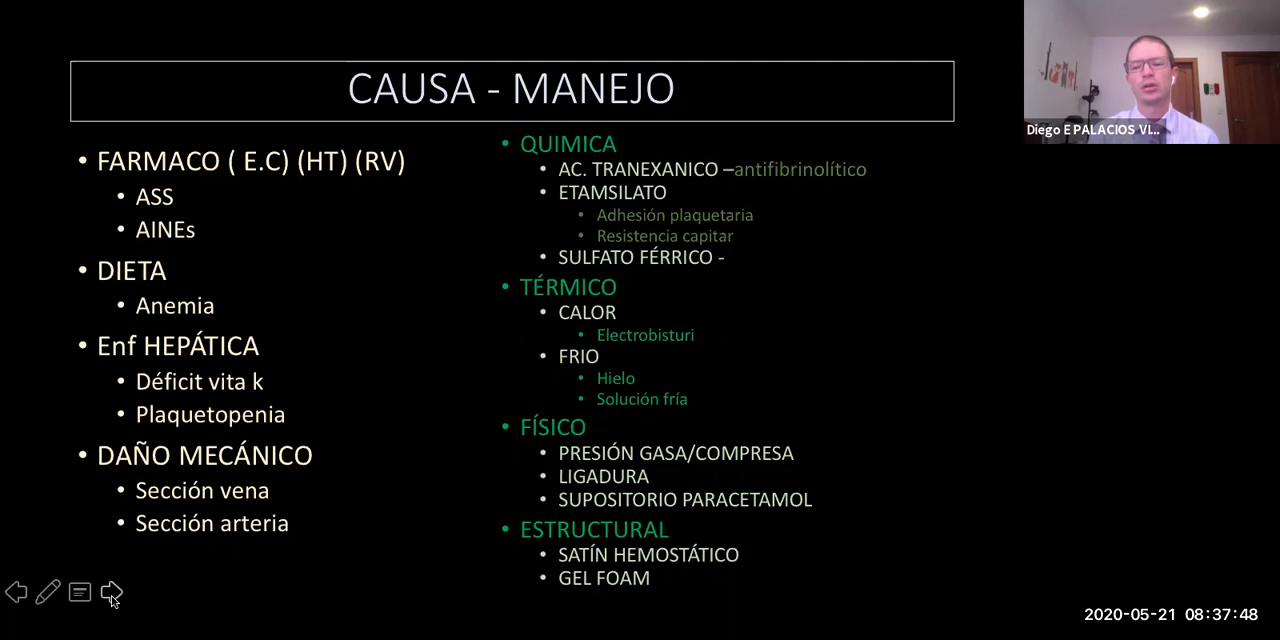 CAUSA - MANEJO
• FARMACO ( E.C) (HT) (RV)
• ASS
• AINEs
• DIETA
• Anemia
• Enf HEPÁTICA
• Déficit vita k
• Plaquetopenia
• DAÑO MECÁNICO
• Sección vena
• Sección arteria
• QUIMICA
• AC. TRANEXANICO –antifibrinolítico
• ETAMSILATO
• Adhesión plaquetaria
• Resistencia capitar
• SULFATO FÉRRICO -
• TÉRMICO
• CALOR
• Electrobisturi
• FRIO
• Hielo
• Solución fría
• FÍSICO
• PRESIÓN GASA/COMPRESA
• LIGADURA
• SUPOSITORIO PARACETAMOL
• ESTRUCTURAL
• SATÍN HEMOSTÁTICO
• GEL FOAM
Diego E PALACIOS VI...
2020-05-21 08:37:48